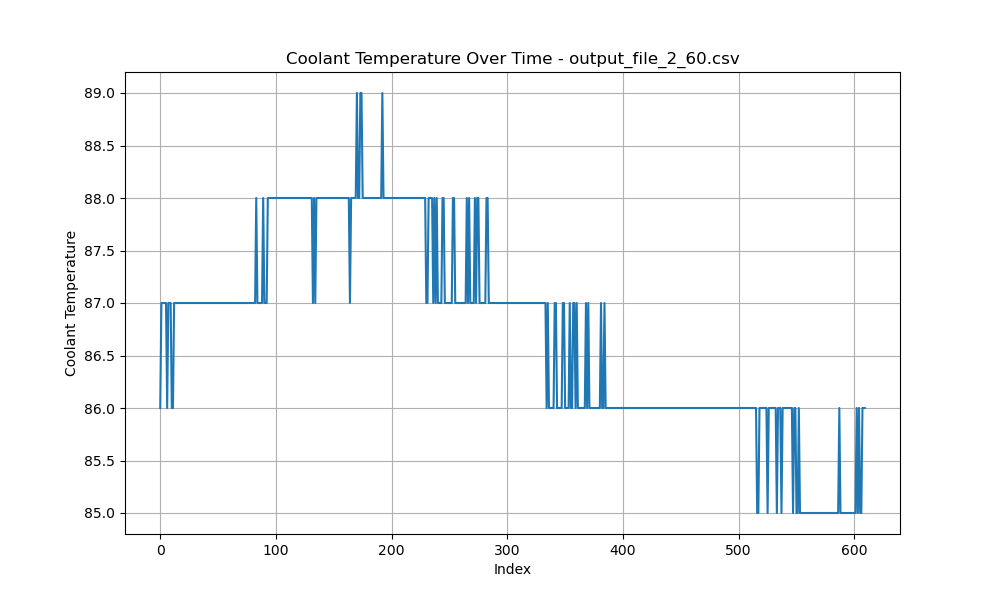 Coolant Temperature Over Time - output_file_2_60.csv
Coolant Temperature
89.0
88.5
88.0
87.5
87.0
86.5
86.0
85.5
85.0
0 100 200 300 400 500 600
Index